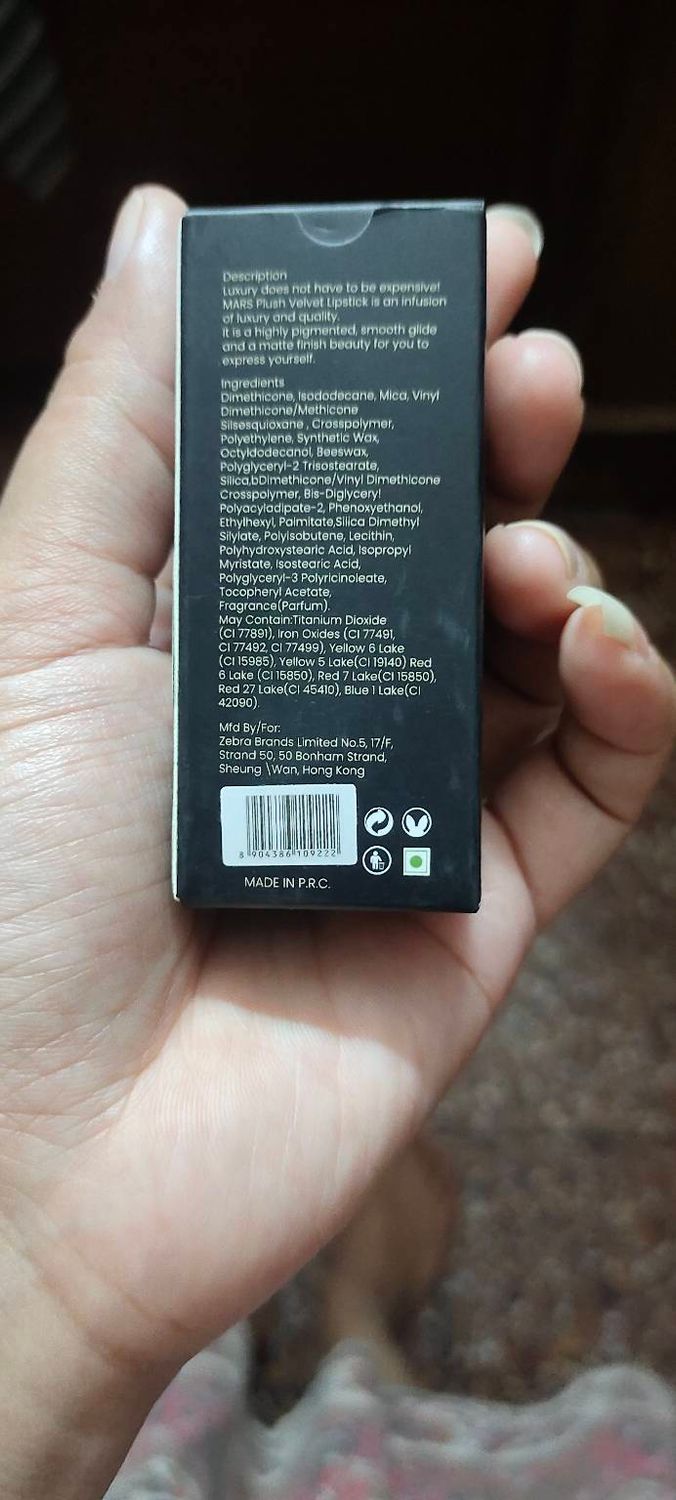 Description
Luxury does not have to be expensive!
MARS Plush Velvet Lipstick is an infusion
of luxury and quality.
It is a highly pigmented, smooth glide
and a matte finish beauty for you to
express yourself.
Ingredients
Dimethicone, Isododecane, Mica, Vinyl
Dimethicone/Methicone
Silsesquioxane , Crosspolymer,
Polyethylene, Synthetic Wax,
Octyldodecanol, Beeswax,
Polyglyceryl-2 Trisostearate,
Silica,bDimethicone/Vinyl Dimethicone
Crosspolymer, Bis-Diglyceryl
Polyacyladipate-2, Phenoxyethanol,
Ethylhexyl, Palmitate,Silica Dimethyl
Silylate, Polyisobutene, Lecithin,
Polyhydroxystearic Acid, Isopropyl
Myristate, Isostearic Acid,
Polyglyceryl-3 Polyricinoleate,
Tocopheryl Acetate,
Fragrance(Parfum).
May Contain:Titanium Dioxide
(CI 77891), Iron Oxides (CI 77491,
CI 77492, CI 77499), Yellow 6 Lake
(CI 15985), Yellow 5 Lake(CI 19140) Red
6 Lake (CI 15850), Red 7 Lake(CI 15850),
Red 27 Lake(CI 45410), Blue 1 Lake(CI
42090).
Mfd By/For:
Zebra Brands Limited No.5, 17/F,
Strand 50, 50 Bonham Strand,
Sheung \Wan, Hong Kong
8 904386 109222
MADE IN P.R.C.